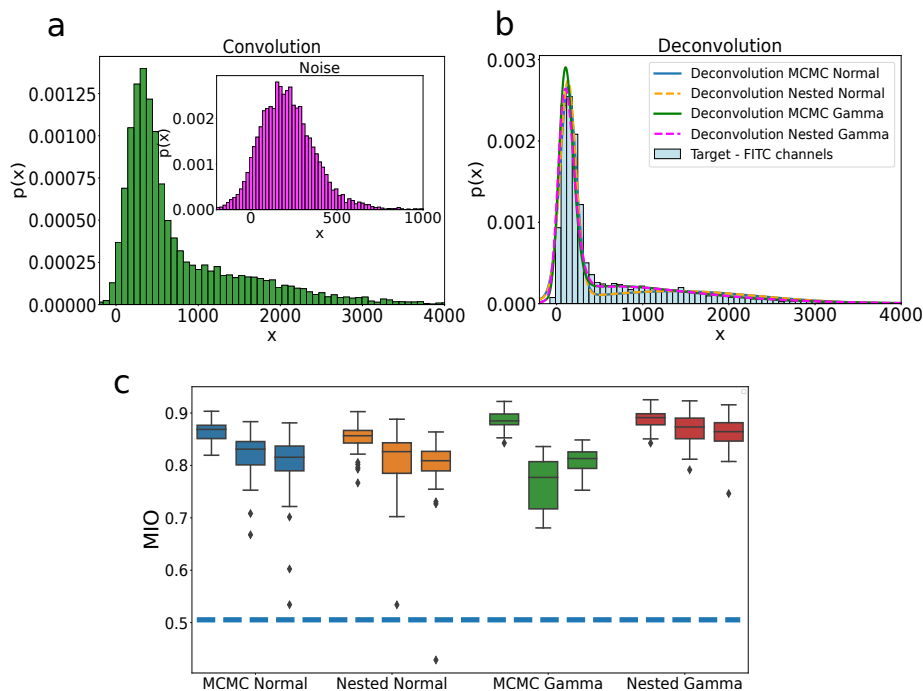 a
Convolution
Noise
p(x)
0.00125
0.00100
0.00075
0.00050
0.00025
0.00000
p(x)
0.002
0.001
0.000
0
500
1000
x
0
1000
2000
3000
4000
x
b
Deconvolution
p(x)
0.003
0.002
0.001
0.000
Deconvolution MCMC Normal
Deconvolution Nested Normal
Deconvolution MCMC Gamma
Deconvolution Nested Gamma
Target - FITC channels
0
1000
2000
3000
4000
x
c
MIO
0.9
0.8
0.7
0.6
0.5
MCMC Normal
Nested Normal
MCMC Gamma
Nested Gamma